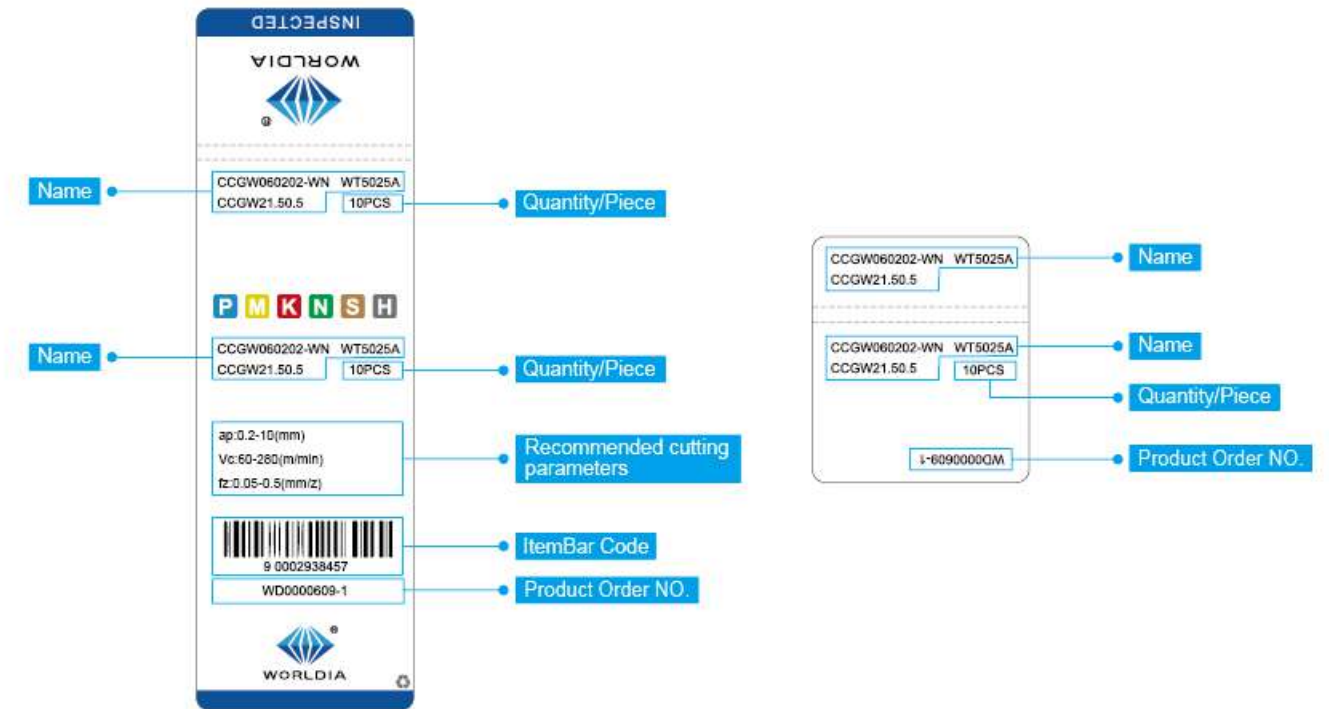 INSPECTED
WORLDIA
®
Name
CCGW060202-WN WT5025A
CCGW21.50.5 10PCS
Quantity/Piece
P M K N S H
Name
CCGW060202-WN WT5025A
CCGW21.50.5 10PCS
Quantity/Piece
ap:0.2-10(mm)
Vc:60-280(m/min)
fz:0.05-0.5(mm/z)
Recommended cutting
parameters
9 0002938457
ItemBar Code
WD0000609-1
Product Order NO.
®
WORLDIA
CCGW060202-WN WT5025A
CCGW21.50.5
Name
CCGW060202-WN WT5025A
CCGW21.50.5 10PCS
Name
Quantity/Piece
WD0000609-1
Product Order NO.